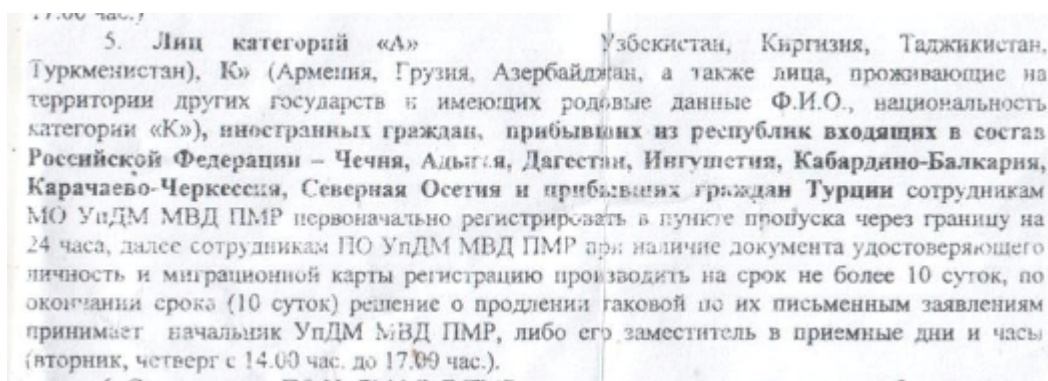 17.00 час.)
5. Лиц категорий «А» Узбекистан, Киргизия, Таджикистан,
Туркменистан), К» (Армения, Грузия, Азербайджан, а также лица, проживающие на
территории других государств и имеющих родовые данные Ф.И.О., национальность
категории «К»), иностранных граждан, прибывших из республик входящих в состав
Российской Федерации – Чечня, Адыгея, Дагестан, Ингушетия, Кабардино-Балкария,
Карачаево-Черкессия, Северная Осетия и прибывших граждан Турции сотрудникам
МО УпДМ МВД ПМР первоначально регистрировать в пункте пропуска через границу на
24 часа, далее сотрудникам ПО УпДМ МВД ПМР при наличие документа удостоверяющего
личность и миграционной карты регистрацию производить на срок не более 10 суток, по
окончании срока (10 суток) решение о продлении таковой по их письменным заявлениям
принимает начальник УпДМ МВД ПМР, либо его заместитель в приемные дни и часы
(вторник, четверг с 14.00 час. до 17.00 час.).